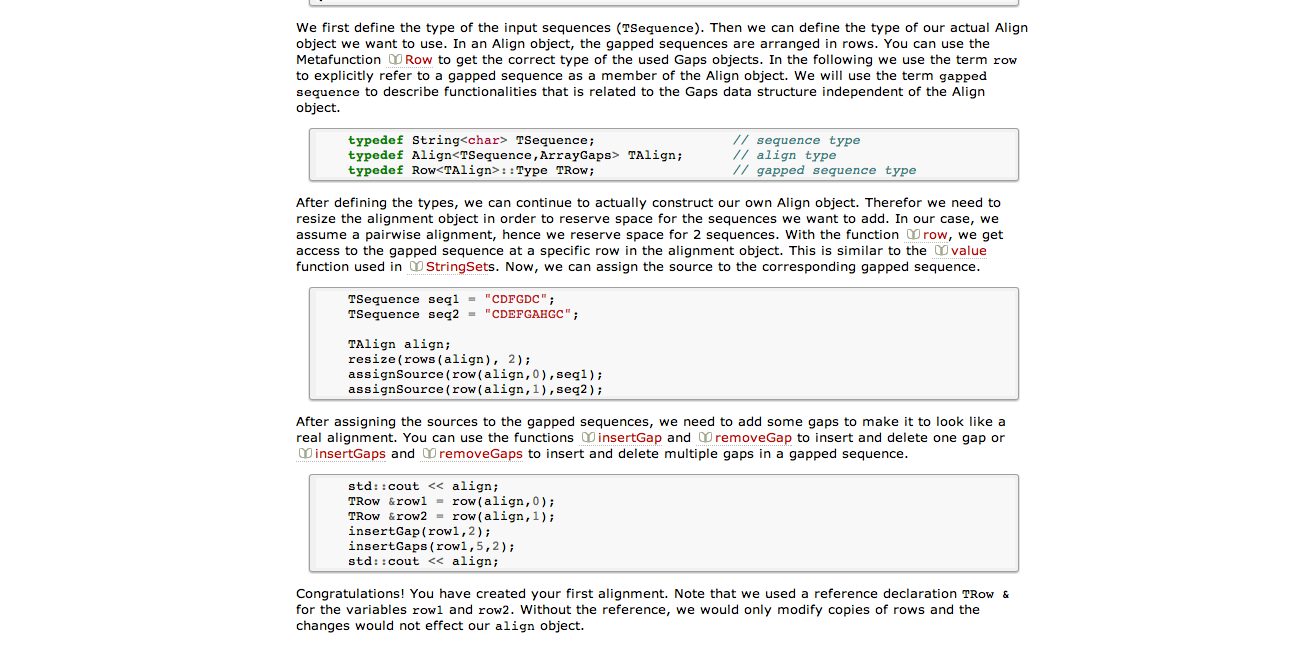 We first define the type of the input sequences (TSequence). Then we can define the type of our actual Align
object we want to use. In an Align object, the gapped sequences are arranged in rows. You can use the
Metafunction Row to get the correct type of the used Gaps objects. In the following we use the term row
to explicitly refer to a gapped sequence as a member of the Align object. We will use the term gapped
sequence to describe functionalities that is related to the Gaps data structure independent of the Align
object.
typedef String<char> TSequence; // sequence type
typedef Align<TSequence,ArrayGaps> TAlign; // align type
typedef Row<TAlign>::Type TRow; // gapped sequence type
After defining the types, we can continue to actually construct our own Align object. Therefor we need to
resize the alignment object in order to reserve space for the sequences we want to add. In our case, we
assume a pairwise alignment, hence we reserve space for 2 sequences. With the function row, we get
access to the gapped sequence at a specific row in the alignment object. This is similar to the value
function used in StringSets. Now, we can assign the source to the corresponding gapped sequence.
TSequence seq1 = "CDFGDC";
TSequence seq2 = "CDEFGAHGC";
TAlign align;
resize(rows(align), 2);
assignSource(row(align,0),seq1);
assignSource(row(align,1),seq2);
After assigning the sources to the gapped sequences, we need to add some gaps to make it to look like a
real alignment. You can use the functions insertGap and removeGap to insert and delete one gap or
insertGaps and removeGaps to insert and delete multiple gaps in a gapped sequence.
std::cout << align;
TRow &row1 = row(align,0);
TRow &row2 = row(align,1);
insertGap(row1,2);
insertGaps(row1,5,2);
std::cout << align;
Congratulations! You have created your first alignment. Note that we used a reference declaration TRow &
for the variables row1 and row2. Without the reference, we would only modify copies of rows and the
changes would not effect our align object.